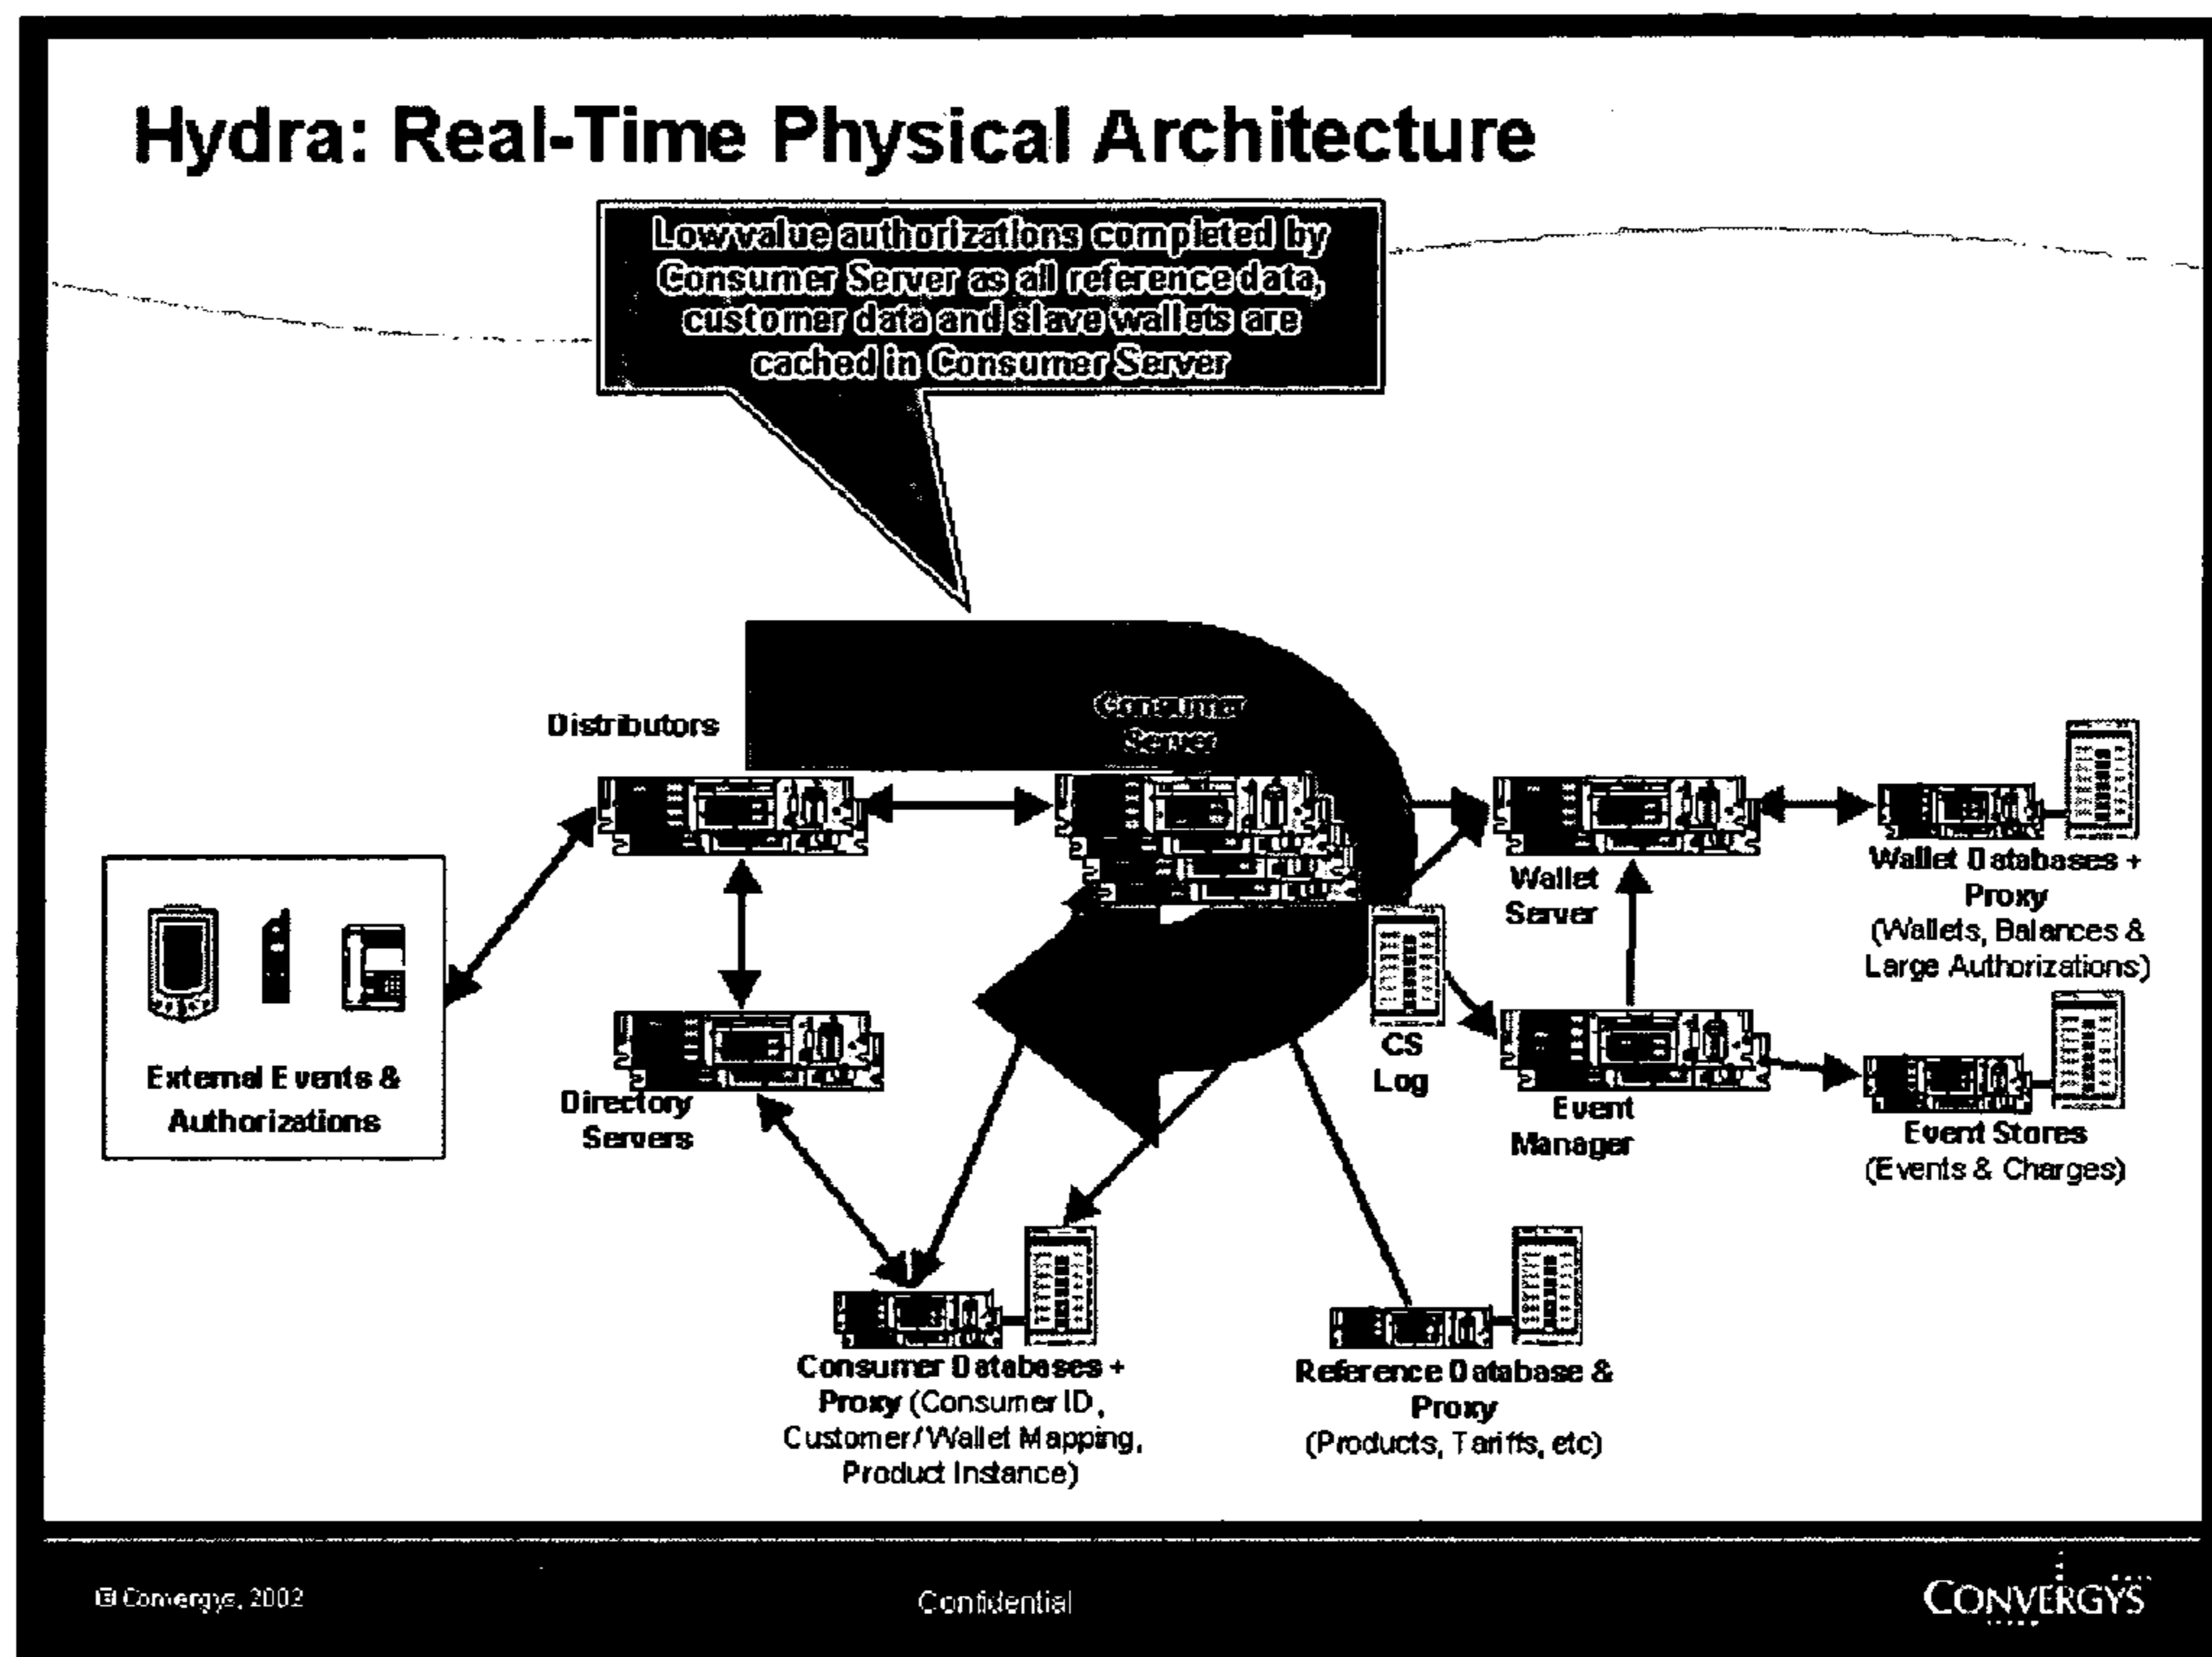 Hydra: Real-Time Physical Architecture
Low value authorizations completed by
Consumer Server as all reference data,
customer data and slave wallets are
cached in Consumer Server
Distributors
Consumer
Server
Wallet
Server
Wallet Databases +
Proxy
(Wallets, Balances &
Large Authorizations)
External Events &
Authorizations
Directory
Servers
CS
Log
Event
Manager
Event Stores
(Events & Charges)
Consumer Databases +
Proxy (Consumer ID,
Customer/Wallet Mapping,
Product Instance)
Reference Database &
Proxy
(Products, Tariffs, etc)
© Convergys, 2002
Confidential
CONVERGYS